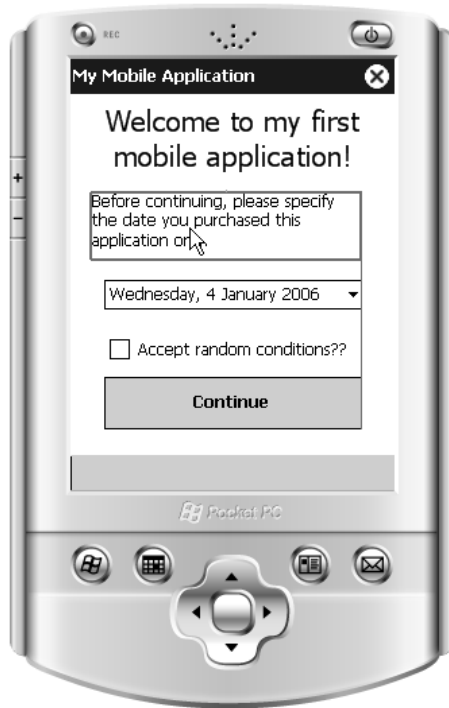 REC
My Mobile Application
Welcome to my first
mobile application!
Before continuing, please specify
the date you purchased this
application on
Wednesday, 4 January 2006
Accept random conditions??
Continue
Pocket PC